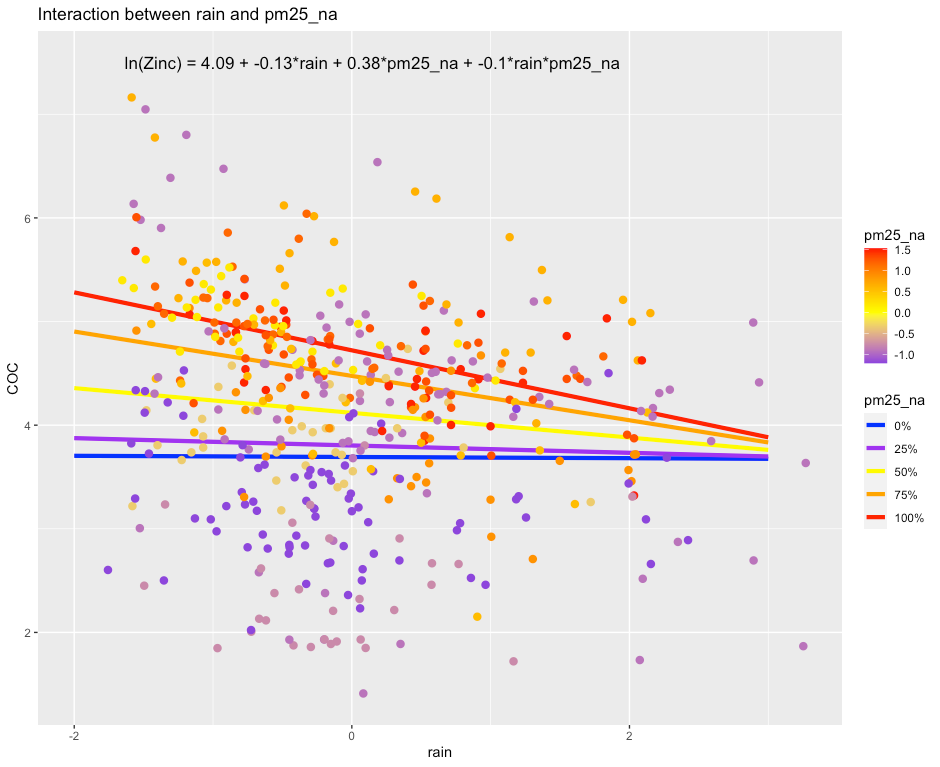 Interaction between rain and pm25_na
ln(Zinc) = 4.09 + -0.13*rain + 0.38*pm25_na + -0.1*rain*pm25_na
COC
6
4
2
-2
0
2
rain
pm25_na
1.5
1.0
0.5
0.0
-0.5
-1.0
pm25_na
0%
25%
50%
75%
100%